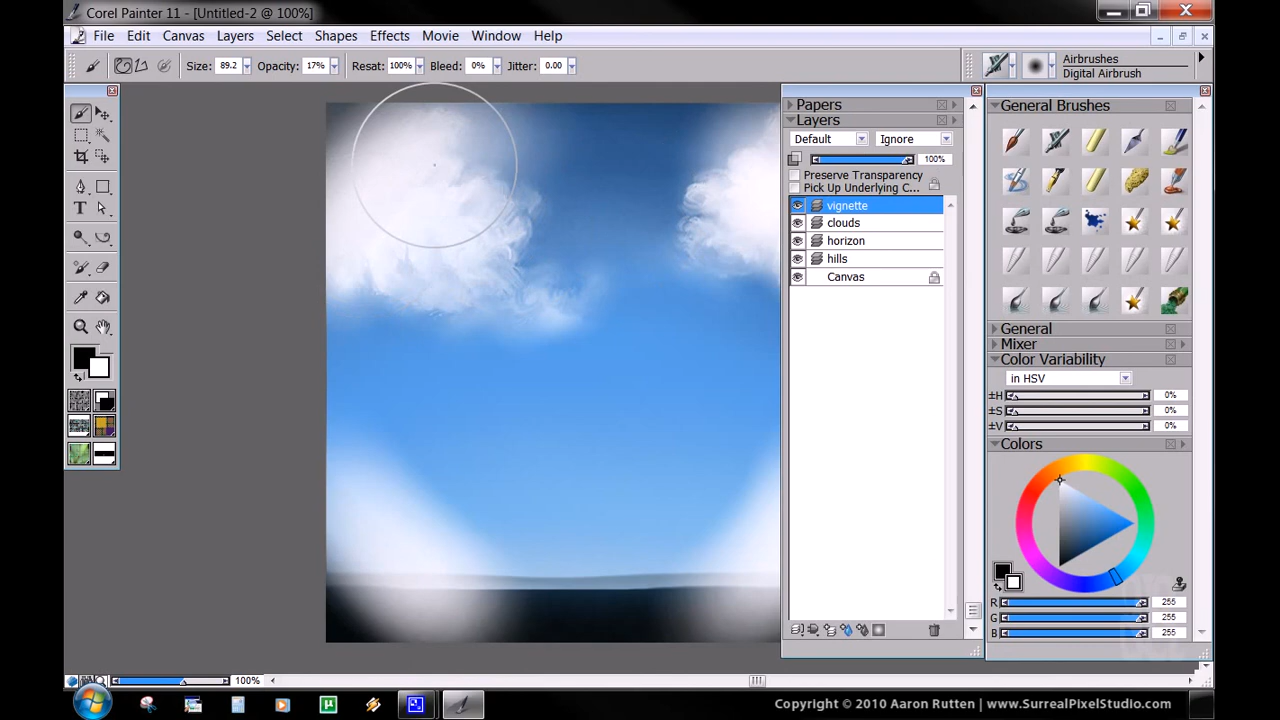 Corel Painter 11 - [Untitled-2 @ 100%]
File Edit Canvas Layers Select Shapes Effects Movie Window Help
Size: 89.2 Opacity: 17% Resat: 100% Bleed: 0% Jitter: 0.00
Airbrushes
Digital Airbrush
Papers
Layers
Default Ignore
100%
Preserve Transparency
Pick Up Underlying C...
vignette
clouds
horizon
hills
Canvas
General Brushes
General
Mixer
Color Variability
in HSV
±H 0%
±S 0%
±V 0%
Colors
R 255
G 255
B 255
T
100%
µ
Copyright © 2010 Aaron Rutten | www.SurrealPixelStudio.com